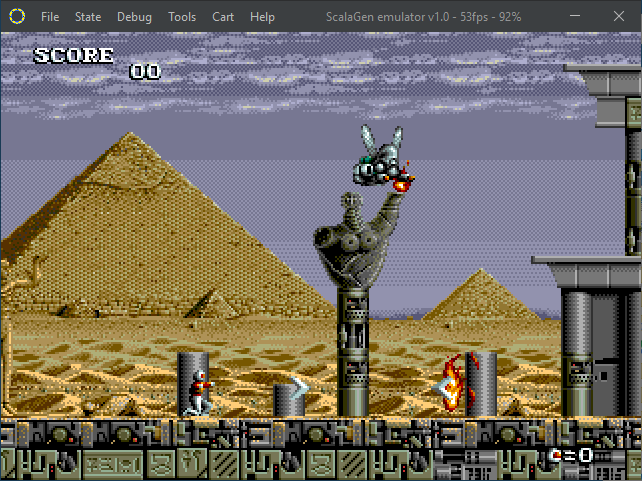 File State Debug Tools Cart Help ScalaGen emulator v1.0 - 53fps - 92%
SCORE
00
=0